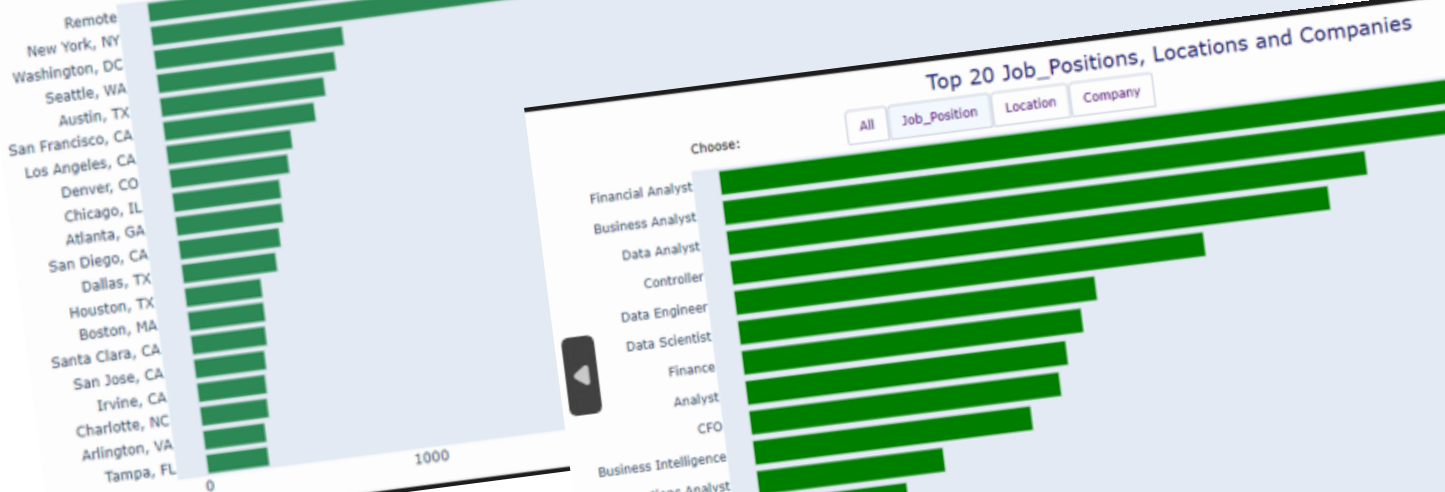 Remote
New York, NY
Washington, DC
Seattle, WA
Austin, TX
San Francisco, CA
Los Angeles, CA
Denver, CO
Chicago, IL
Atlanta, GA
San Diego, CA
Dallas, TX
Houston, TX
Boston, MA
Santa Clara, CA
San Jose, CA
Irvine, CA
Charlotte, NC
Arlington, VA
Tampa, FL
0
1000
Top 20 Job_Positions, Locations and Companies
Choose:
All
Job_Position
Location
Company
Financial Analyst
Business Analyst
Data Analyst
Controller
Data Engineer
Data Scientist
Finance
Analyst
CFO
Business Intelligence
Analyst